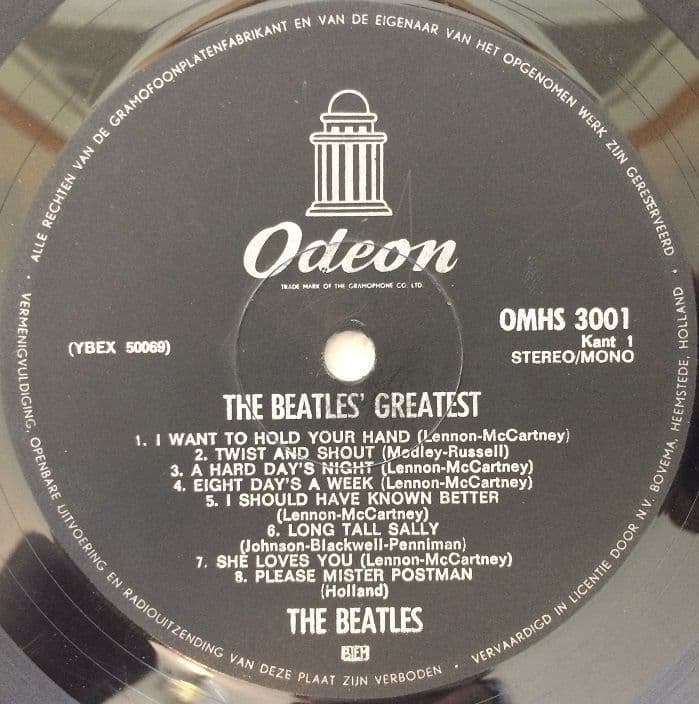 ALLE RECHTEN VAN DE GRAMOFOONPLATENFABRIKANT EN VAN DE EIGENAAR VAN HET OPGENOMEN WERK ZIJN GERESERVEERD
Odeon
TRADE MARK OF THE GRAMOPHONE CO. LTD.
OMHS 3001
(YBEX 50069)
Kant 1
STEREO/MONO
THE BEATLES' GREATEST
1. I WANT TO HOLD YOUR HAND (Lennon-McCartney)
2. TWIST AND SHOUT (Medley-Russell)
3. A HARD DAY'S NIGHT (Lennon-McCartney)
4. EIGHT DAY'S A WEEK (Lennon-McCartney)
5. I SHOULD HAVE KNOWN BETTER
(Lennon-McCartney)
6. LONG TALL SALLY
(Johnson-Blackwell-Penniman)
7. SHE LOVES YOU (Lennon-McCartney)
8. PLEASE MISTER POSTMAN
(Holland)
THE BEATLES
BIEM
· VERMENIGVULDIGING, OPENBARE UITVOERING EN RADIOUITZENDING VAN DEZE PLAAT ZIJN VERBODEN ·
VERVAARDIGD IN LICENTIE DOOR N.V. BOVEMA, HEEMSTEDE, HOLLAND ·